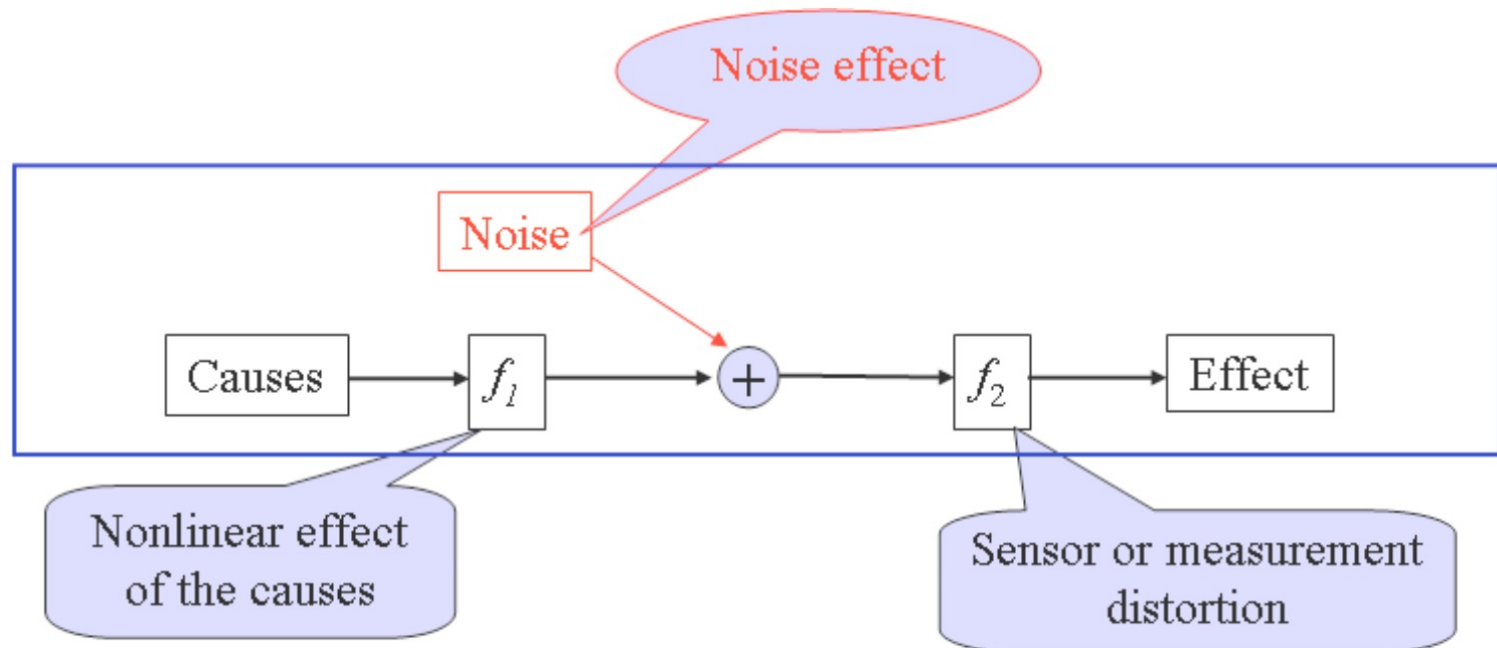 Noise effect
Noise
Causes
f1
+
f2
Effect
Nonlinear effect
of the causes
Sensor or measurement
distortion